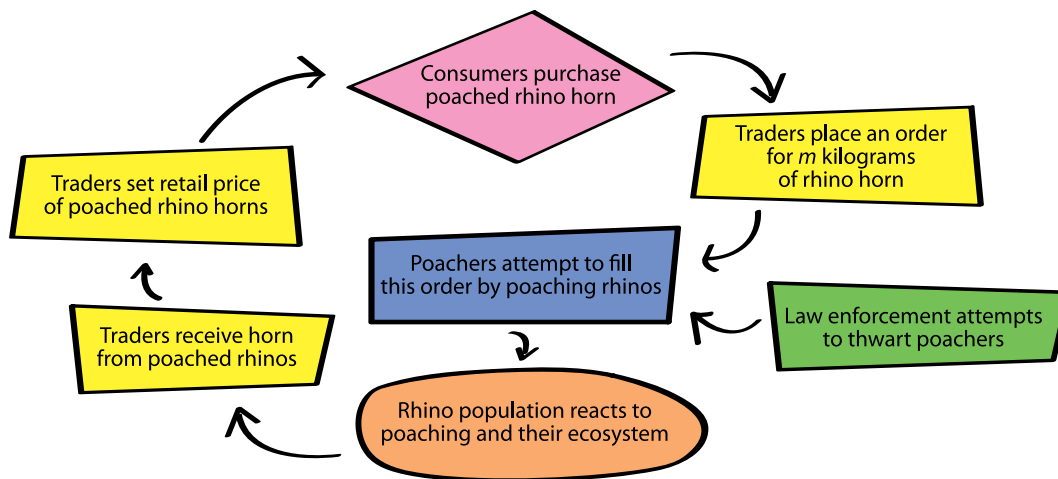 Consumers purchase
poached rhino horn
Traders place an order
for m kilograms
of rhino horn
Traders set retail price
of poached rhino horns
Poachers attempt to fill
this order by poaching rhinos
Law enforcement attempts
to thwart poachers
Traders receive horn
from poached rhinos
Rhino population reacts to
poaching and their ecosystem